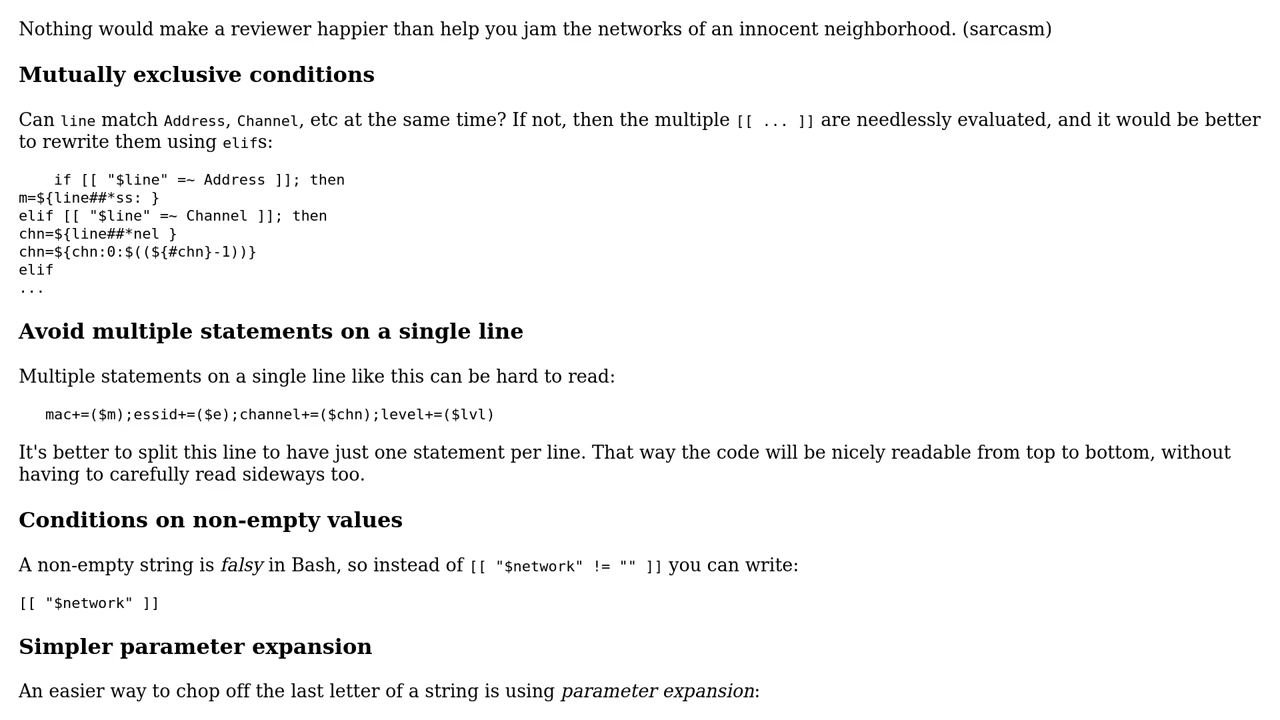 Nothing would make a reviewer happier than help you jam the networks of an innocent neighborhood. (sarcasm)
Mutually exclusive conditions
Can line match Address, Channel, etc at the same time? If not, then the multiple [[ ... ]] are needlessly evaluated, and it would be better
to rewrite them using elifs:
    if [[ "$line" =~ Address ]]; then
m=${line##*ss: }
elif [[ "$line" =~ Channel ]]; then
chn=${line##*nel }
chn=${chn:0:$((${#chn}-1))}
elif
...
Avoid multiple statements on a single line
Multiple statements on a single line like this can be hard to read:
   mac+=($m);essid+=($e);channel+=($chn);level+=($lvl)
It's better to split this line to have just one statement per line. That way the code will be nicely readable from top to bottom, without
having to carefully read sideways too.
Conditions on non-empty values
A non-empty string is falsy in Bash, so instead of [[ "$network" != "" ]] you can write:
[[ "$network" ]]
Simpler parameter expansion
An easier way to chop off the last letter of a string is using parameter expansion: